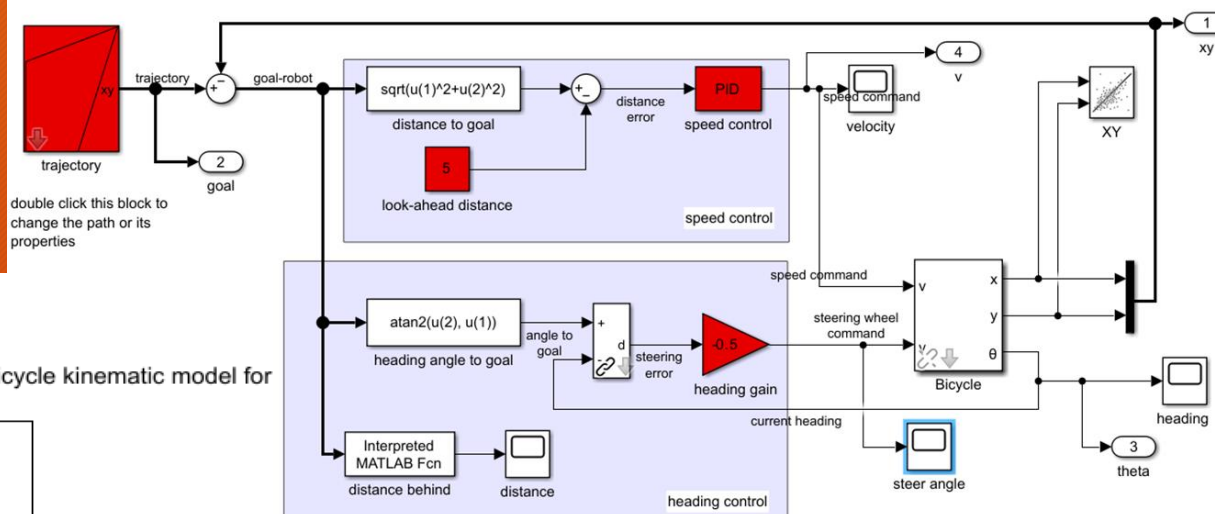 1
xy
trajectory
goal-robot
xy
trajectory
2
goal
double click this block to
change the path or its
properties
sqrt(u(1)^2+u(2)^2)
distance to goal
5
look-ahead distance
+
-
distance
error
PID
speed control
speed control
4
v
speed command
velocity
XY
speed command
steering wheel
command
atan2(u(2), u(1))
heading angle to goal
angle to
goal
+
-
d
steering
error
-0.5
heading gain
v
γ
x
y
θ
Bicycle
current heading
heading
3
theta
steer angle
Interpreted
MATLAB Fcn
distance behind
distance
heading control
icycle kinematic model for